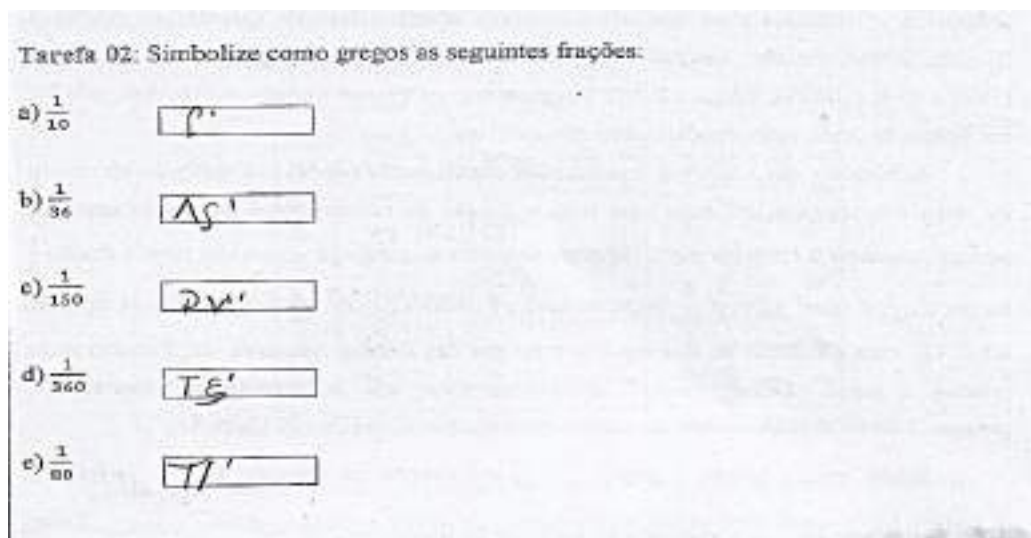 Tarefa 02: Simbolize como gregos as seguintes frações:
a) 1/10 ι'
b) 1/36 Λς'
c) 1/150 ρν'
d) 1/360 Τξ'
e) 1/80 π'